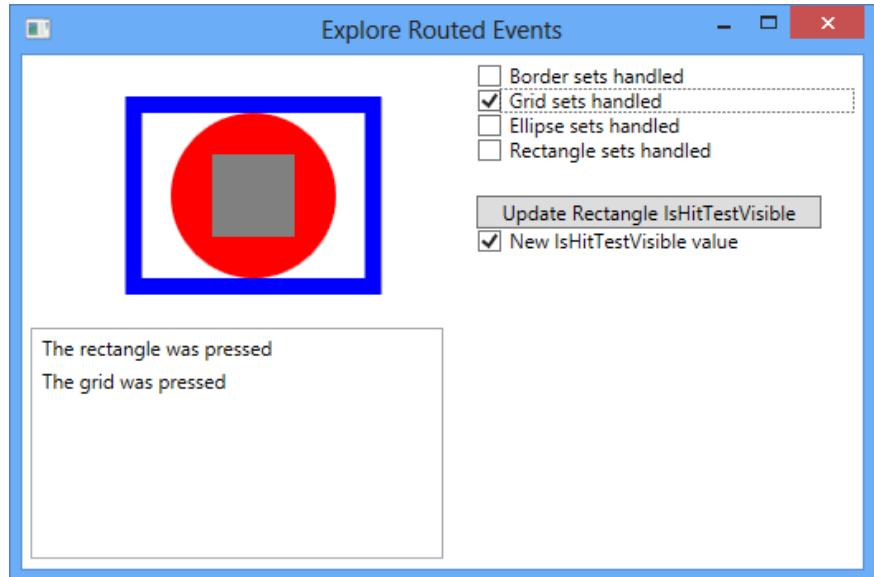 Explore Routed Events
Border sets handled
Grid sets handled
Ellipse sets handled
Rectangle sets handled
Update Rectangle IsHitTestVisible
New IsHitTestVisible value
The rectangle was pressed
The grid was pressed